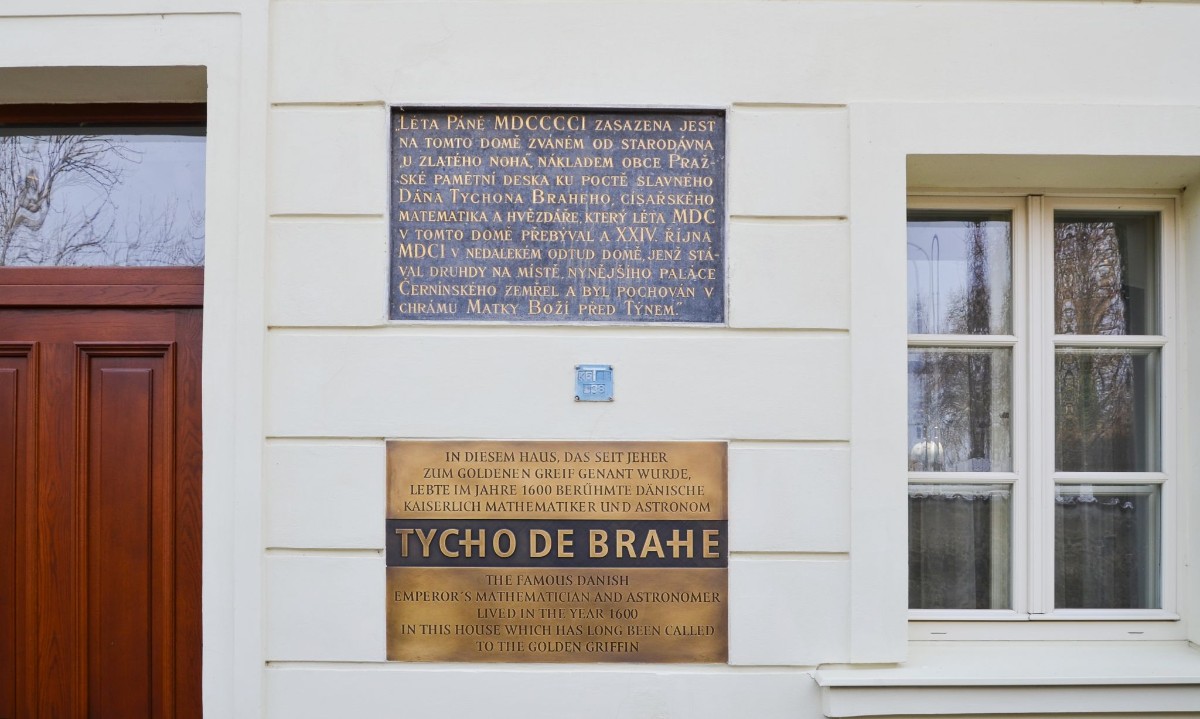 „LÉTA PÁNĚ MDCCCCI ZASAZENA JEST
NA TOMTO DOMĚ ZVANÉM OD STARODÁVNA
„U ZLATÉHO NOHA", NÁKLADEM OBCE PRAŽ-
SKÉ PAMĚTNÍ DESKA KU POCTĚ SLAVNÉHO
DÁNA TYCHONA BRAHEHO, CÍSAŘSKÉHO
MATEMATIKA A HVĚZDÁŘE, KTERÝ LÉTA MDC
V TOMTO DOMĚ PŘEBÝVAL A XXIV. ŘÍJNA
MDCI V NEDALEKÉM ODTUD DOMĚ, JENŽ STÁ-
VAL DRUHDY NA MÍSTĚ, NYNĚJŠÍHO PALÁCE
ČERNÍNSKÉHO ZEMŘEL A BYL POCHOVÁN V
CHRÁMU MATKY BOŽÍ PŘED TÝNEM."
IN DIESEM HAUS, DAS SEIT JEHER
ZUM GOLDENEN GREIF GENANT WURDE,
LEBTE IM JAHRE 1600 BERÜHMTE DÄNISCHE
KAISERLICH MATHEMATIKER UND ASTRONOM
TYCHO DE BRAHE
THE FAMOUS DANISH
EMPEROR´S MATHEMATICIAN AND ASTRONOMER
LIVED IN THE YEAR 1600
IN THIS HOUSE WHICH HAS LONG BEEN CALLED
TO THE GOLDEN GRIFFIN